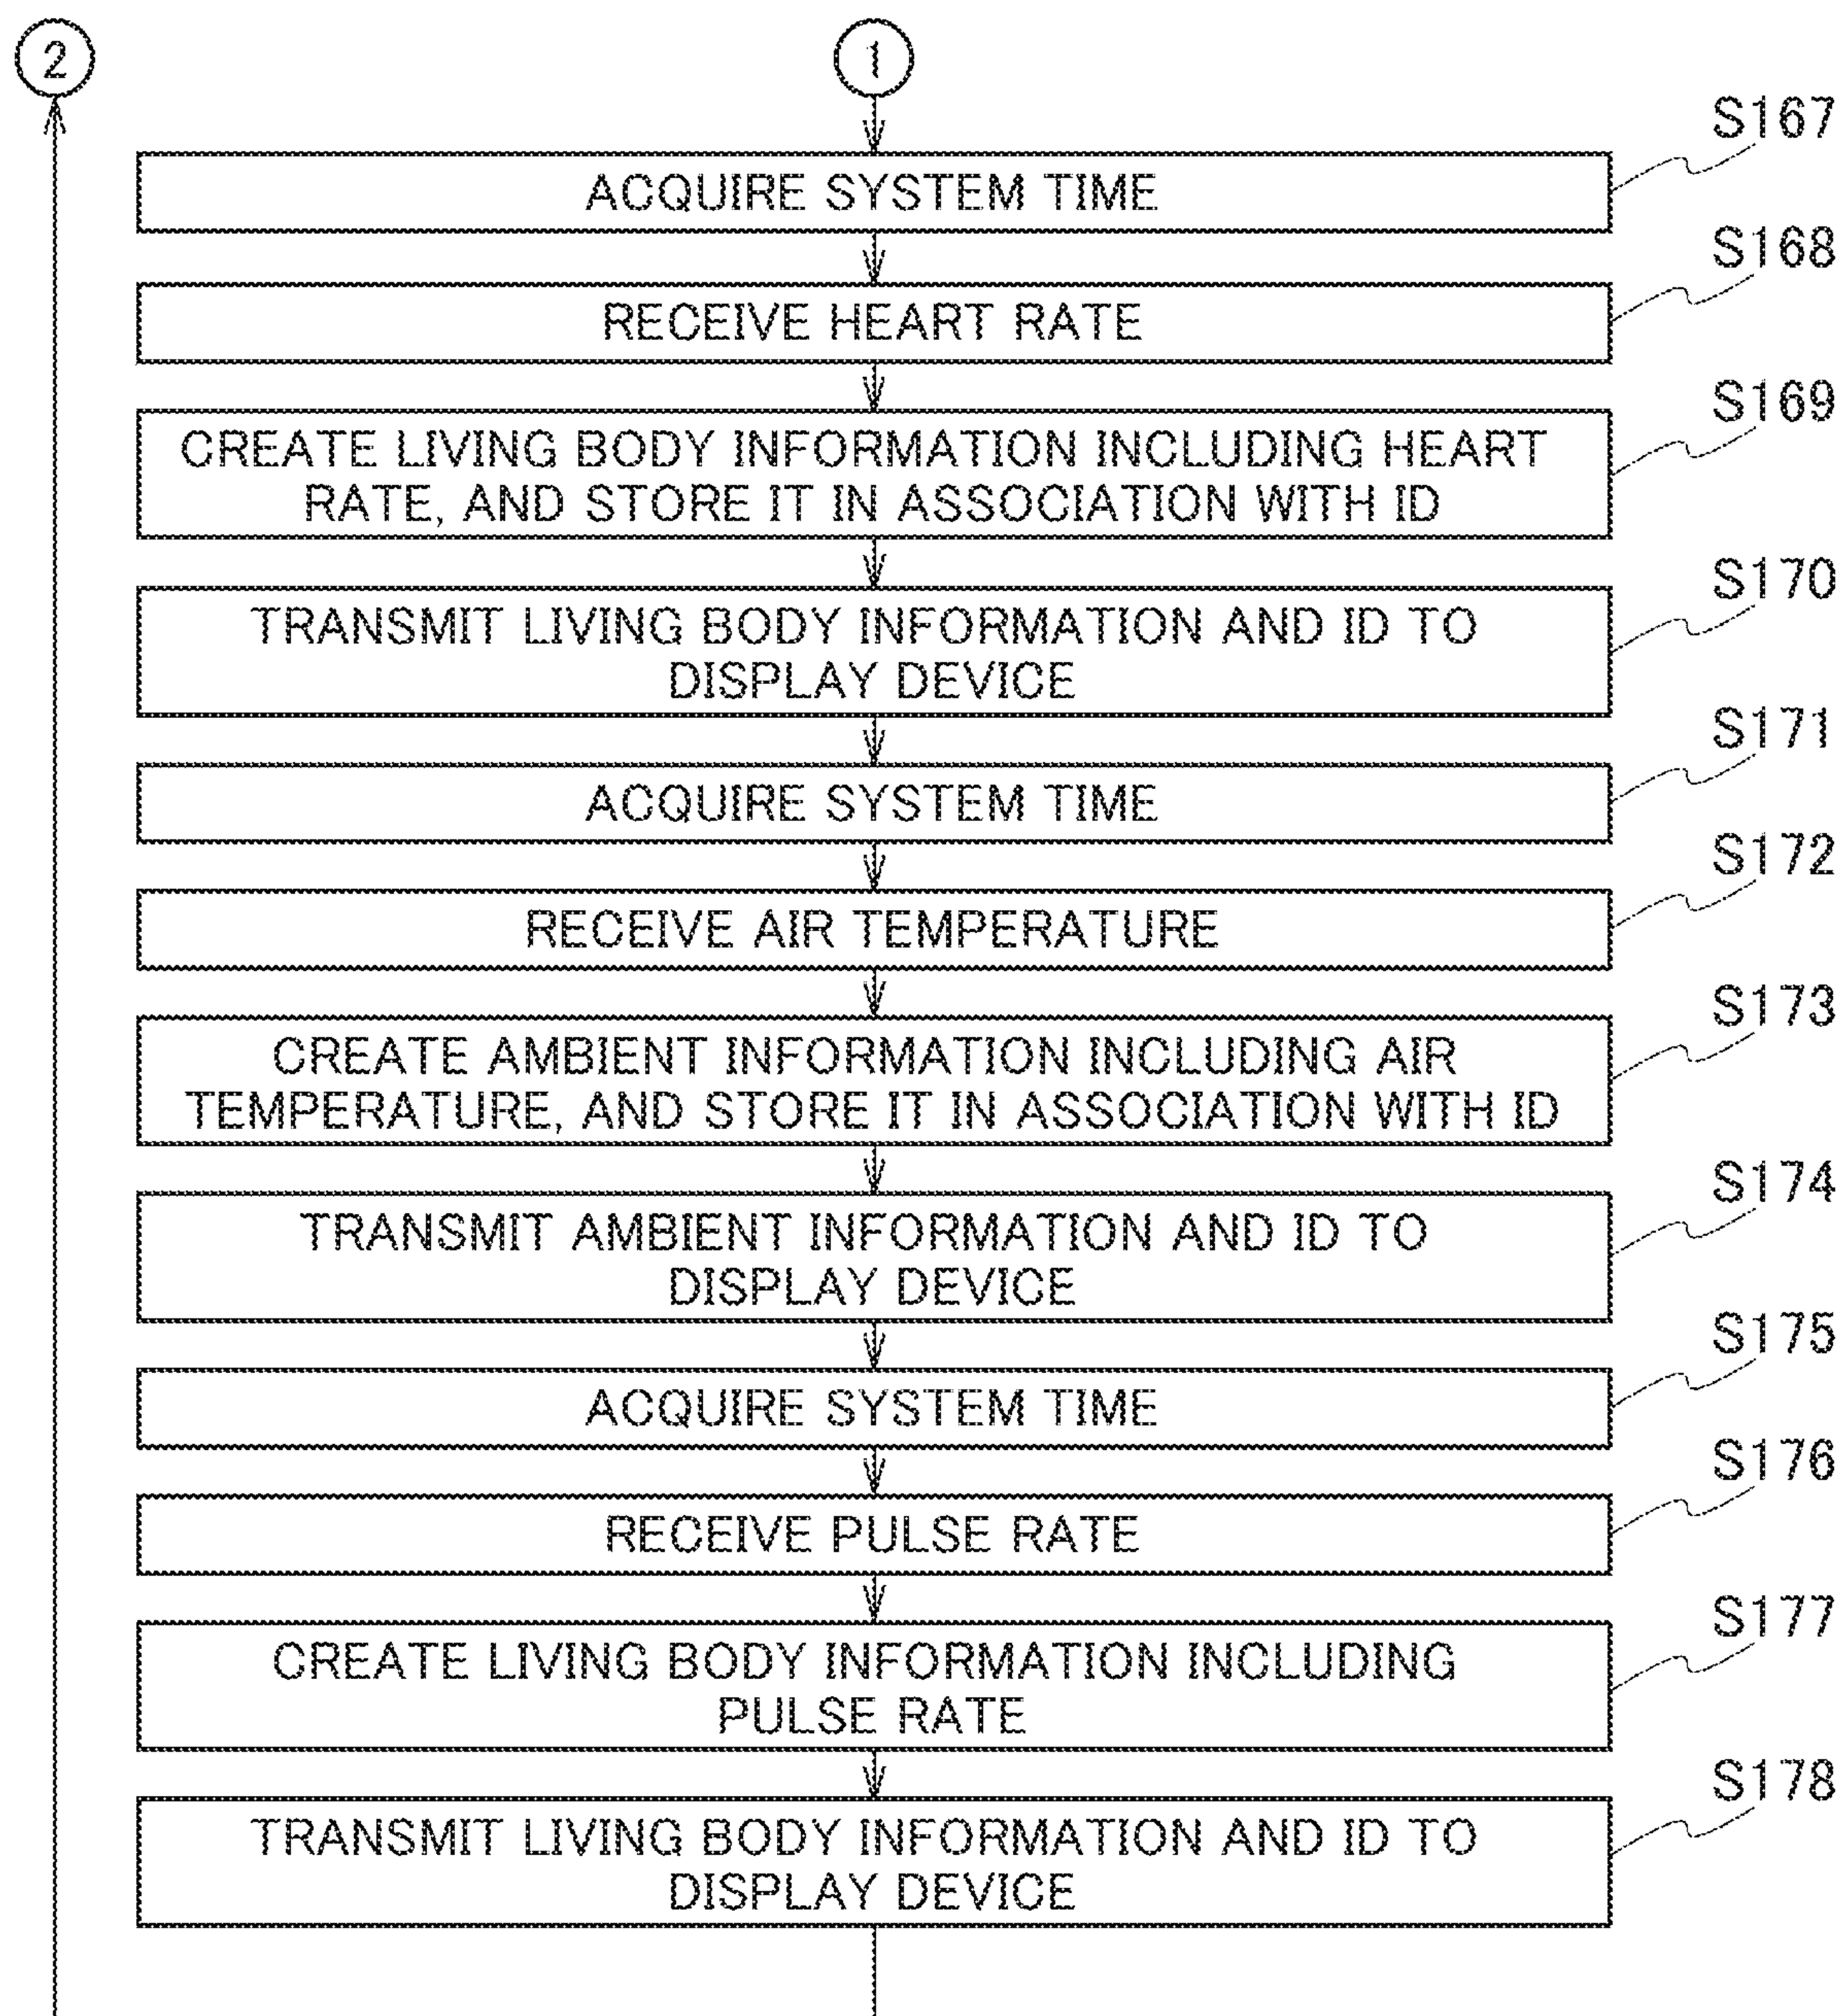 2
1
S167
ACQUIRE SYSTEM TIME
S168
RECEIVE HEART RATE
S169
CREATE LIVING BODY INFORMATION INCLUDING HEART
RATE, AND STORE IT IN ASSOCIATION WITH ID
S170
TRANSMIT LIVING BODY INFORMATION AND ID TO
DISPLAY DEVICE
S171
ACQUIRE SYSTEM TIME
S172
RECEIVE AIR TEMPERATURE
S173
CREATE AMBIENT INFORMATION INCLUDING AIR
TEMPERATURE, AND STORE IT IN ASSOCIATION WITH ID
S174
TRANSMIT AMBIENT INFORMATION AND ID TO
DISPLAY DEVICE
S175
ACQUIRE SYSTEM TIME
S176
RECEIVE PULSE RATE
S177
CREATE LIVING BODY INFORMATION INCLUDING
PULSE RATE
S178
TRANSMIT LIVING BODY INFORMATION AND ID TO
DISPLAY DEVICE